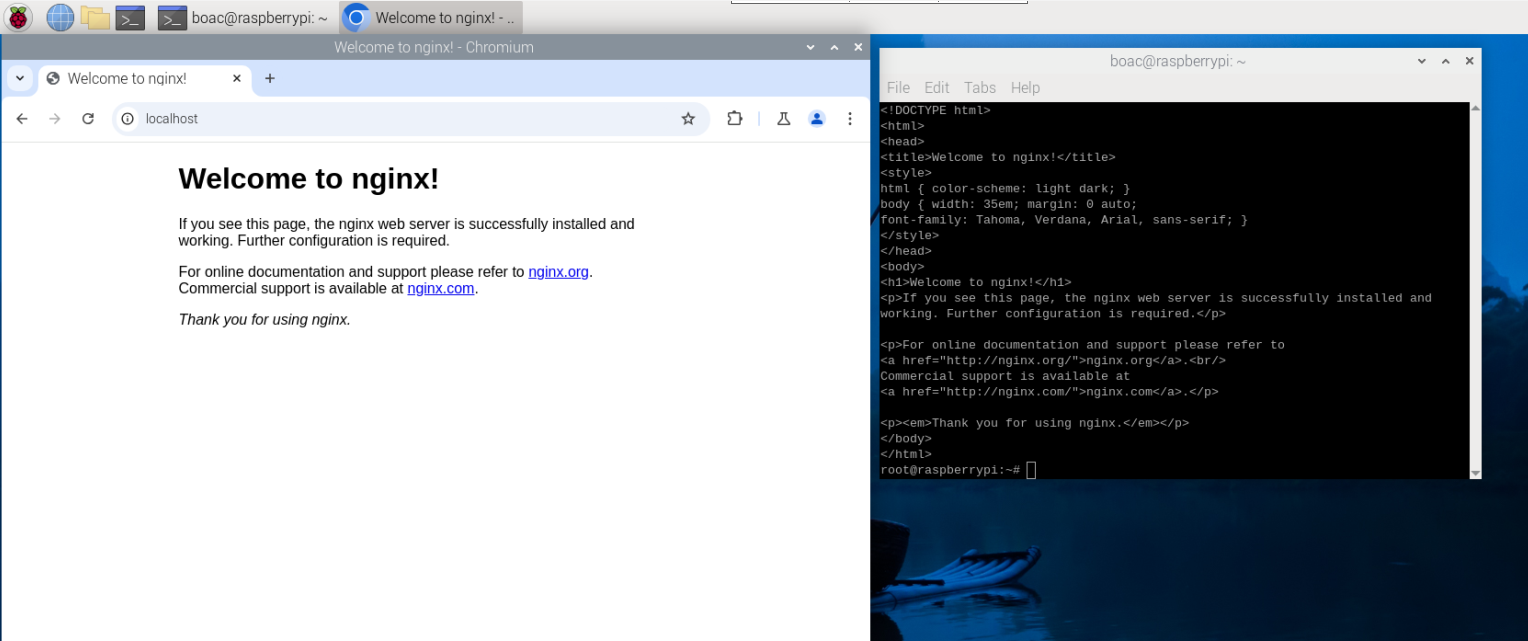 boac@raspberrypi: ~
Welcome to nginx! - ..
Welcome to nginx! - Chromium
Welcome to nginx!
localhost
Welcome to nginx!
If you see this page, the nginx web server is successfully installed and
working. Further configuration is required.
For online documentation and support please refer to nginx.org.
Commercial support is available at nginx.com.
Thank you for using nginx.
boac@raspberrypi: ~
File Edit Tabs Help
<!DOCTYPE html>
<html>
<head>
<title>Welcome to nginx!</title>
<style>
html { color-scheme: light dark; }
body { width: 35em; margin: 0 auto;
font-family: Tahoma, Verdana, Arial, sans-serif; }
</style>
</head>
<body>
<h1>Welcome to nginx!</h1>
<p>If you see this page, the nginx web server is successfully installed and
working. Further configuration is required.</p>
<p>For online documentation and support please refer to
<a href="http://nginx.org/">nginx.org</a>.<br/>
Commercial support is available at
<a href="http://nginx.com/">nginx.com</a>.</p>
<p><em>Thank you for using nginx.</em></p>
</body>
</html>
root@raspberrypi:~#